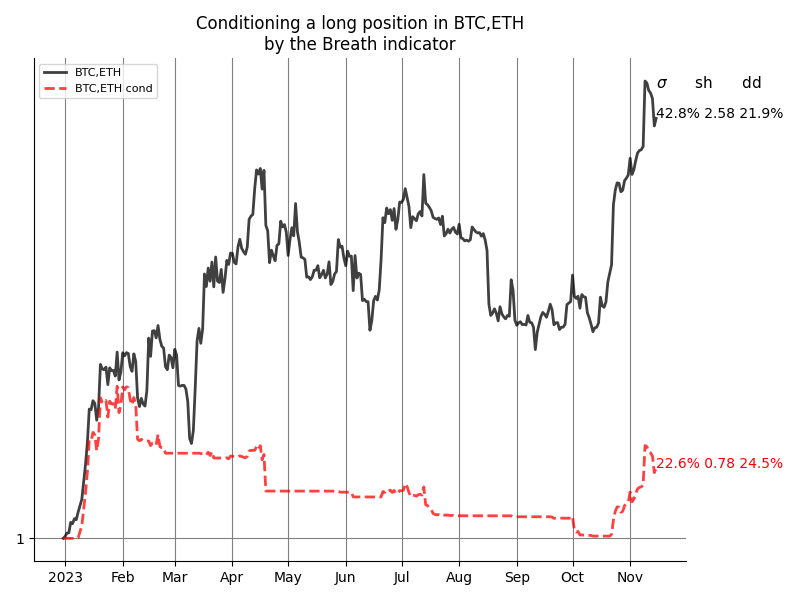 Conditioning a long position in BTC,ETH
by the Breath indicator
BTC,ETH
BTC,ETH cond
σ sh dd
42.8% 2.58 21.9%
22.6% 0.78 24.5%
1
2023 Feb Mar Apr May Jun Jul Aug Sep Oct Nov